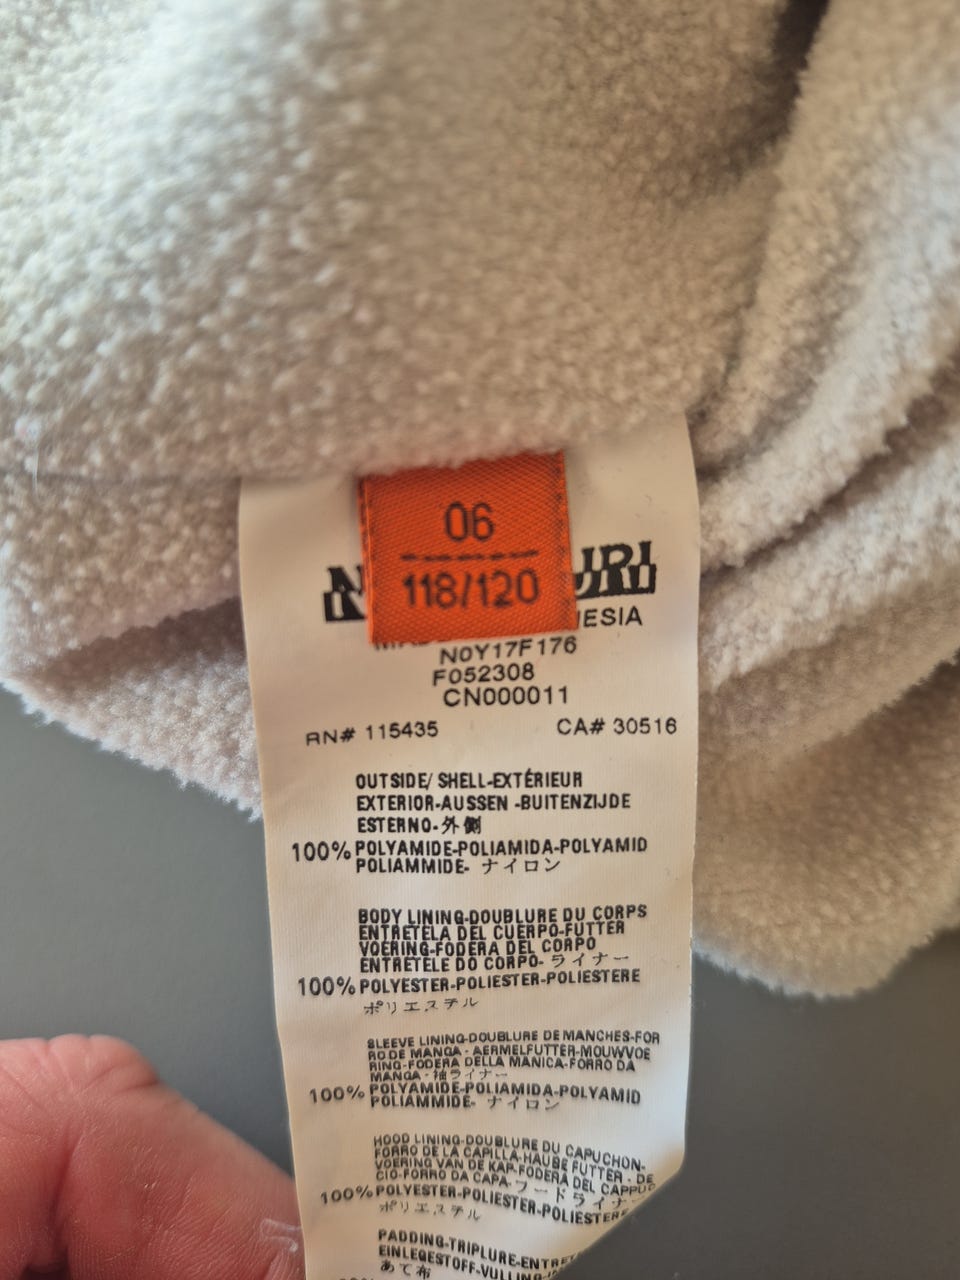 06
118/120
ESIA
N0Y17F176
F052308
CN000011
RN# 115435 CA# 30516
OUTSIDE/ SHELL-EXTÉRIEUR
EXTERIOR-AUSSEN -BUITENZIJDE
ESTERNO-外側
100% POLYAMIDE-POLIAMIDA-POLYAMID
POLIAMMIDE- ナイロン
BODY LINING-DOUBLURE DU CORPS
ENTRETELA DEL CUERPO-FUTTER
VOERING-FODERA DEL CORPO
ENTRETELE DO CORPO- ライナー
100% POLYESTER-POLIESTER-POLIESTERE
ポリエステル
SLEEVE LINING-DOUBLURE DE MANCHES-FOR
RO DE MANGA - AERMELFUTTER-MOUWVOE
RING-FODERA DELLA MANICA-FORRO DA
MANGA - 袖ライナー
100% POLYAMIDE-POLIAMIDA-POLYAMID
POLIAMMIDE- ナイロン
HOOD LINING-DOUBLURE DU CAPUCHON-
FORRO DE LA CAPILLA-HAUBE FUTTER - DE
VOERING VAN DE KAP-FODERA DEL CAPPUC
CIO-FORRO DA CAPA-フードライナー
100% POLYESTER-POLIESTER-POLIESTERE
ポリエステル
PADDING-TRIPLURE-ENTRE
EINLEGESTOFF-VULLING-
あて布